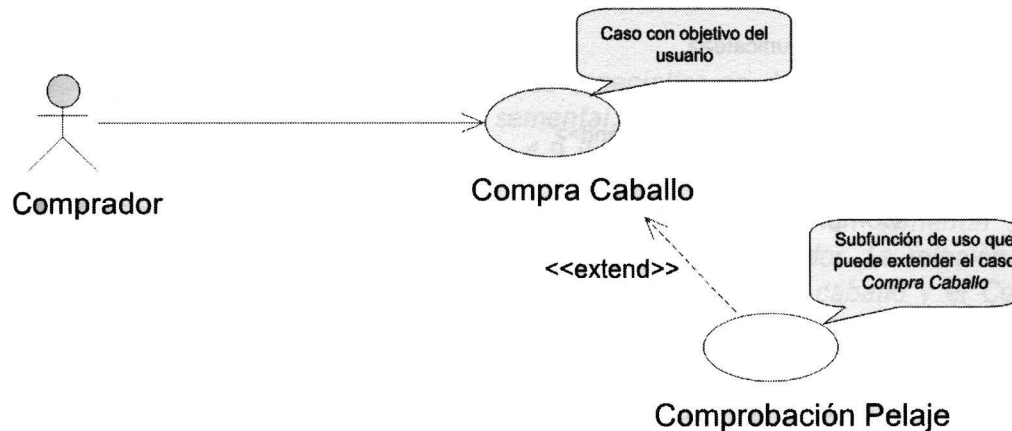 Caso con objetivo del
usuario
Comprador
Compra Caballo
<<extend>>
Subfunción de uso que
puede extender el caso
Compra Caballo
Comprobación Pelaje